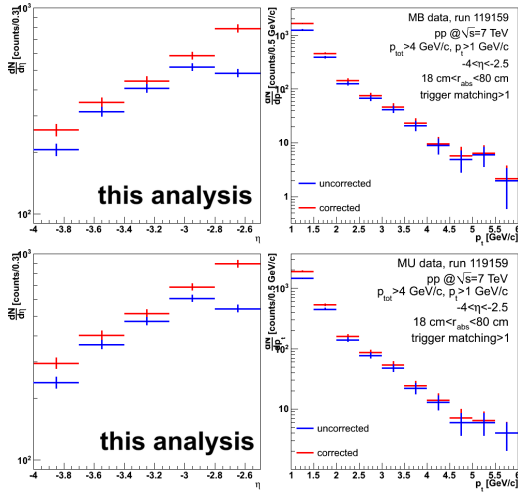 dN/dη [counts/0.3]
10³
10²
-4 -3.8 -3.6 -3.4 -3.2 -3 -2.8 -2.6
η
this analysis
dN/dp_t [counts/0.5 GeV/c]
10³
10²
10
1
1 1.5 2 2.5 3 3.5 4 4.5 5 5.5 6
p_t [GeV/c]
MB data, run 119159
pp @√s=7 TeV
p_tot>4 GeV/c, p_t>1 GeV/c
-4<η<-2.5
18 cm<r_abs<80 cm
trigger matching>1
uncorrected
corrected
dN/dη [counts/0.3]
10³
10²
-4 -3.8 -3.6 -3.4 -3.2 -3 -2.8 -2.6
η
this analysis
dN/dp_t [counts/0.5 GeV/c]
10³
10²
10
1 1.5 2 2.5 3 3.5 4 4.5 5 5.5 6
p_t [GeV/c]
MU data, run 119159
pp @√s=7 TeV
p_tot>4 GeV/c, p_t>1 GeV/c
-4<η<-2.5
18 cm<r_abs<80 cm
trigger matching>1
uncorrected
corrected